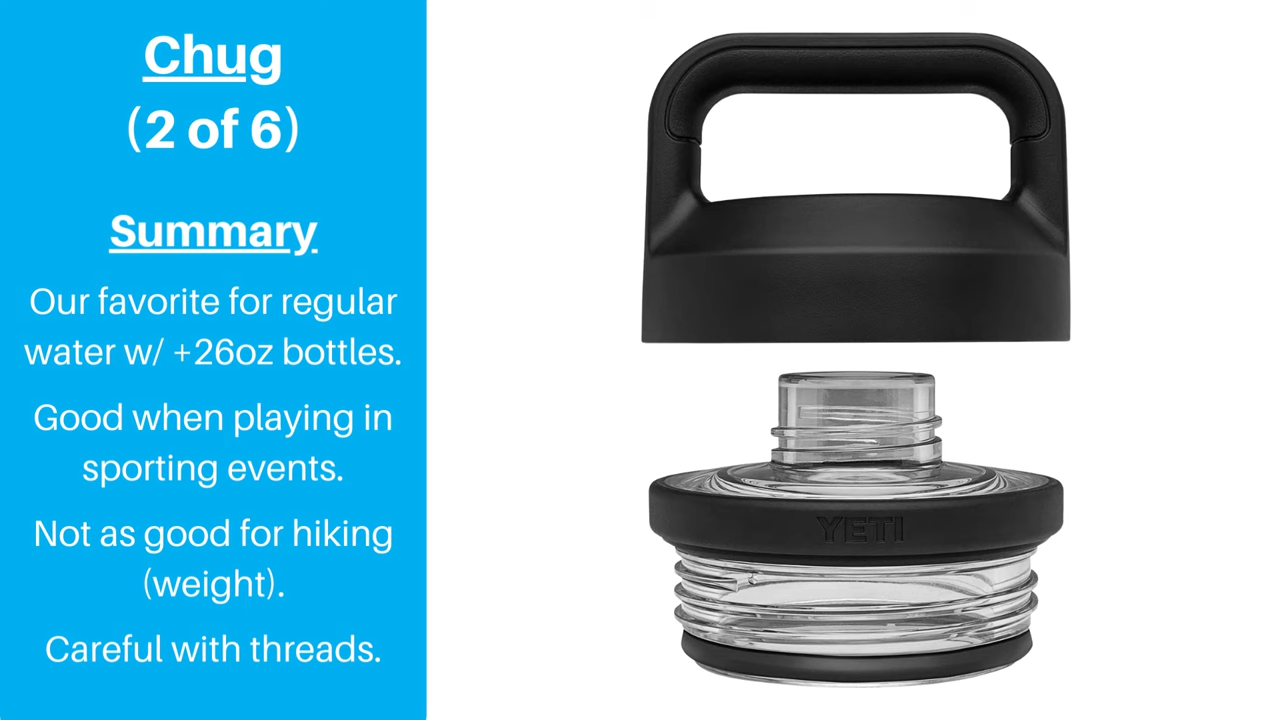 Chug
(2 of 6)
Summary
Our favorite for regular
water w/ +26oz bottles.
Good when playing in
sporting events.
Not as good for hiking
(weight).
Careful with threads.
YETI